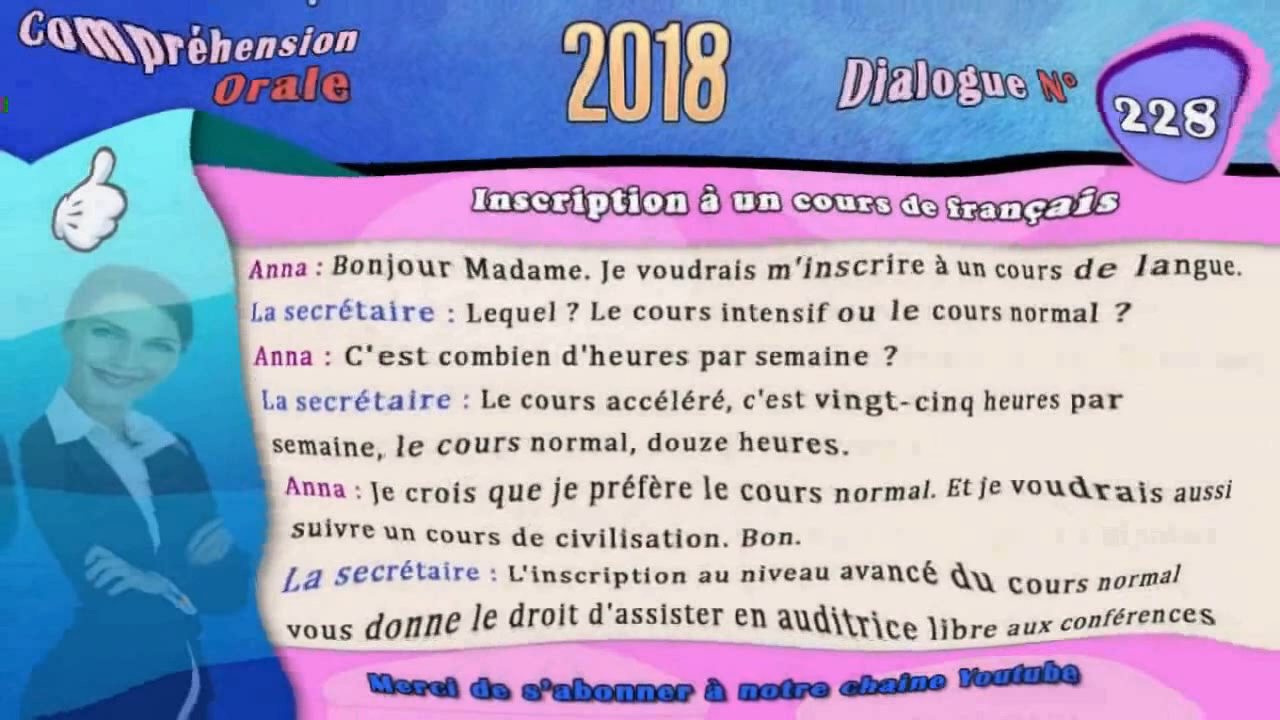 Compréhension
Orale
2018
Dialogue N°
228
Inscription à un cours de français
Anna : Bonjour Madame. Je voudrais m'inscrire à un cours de langue.
La secrétaire : Lequel ? Le cours intensif ou le cours normal ?
Anna : C'est combien d'heures par semaine ?
La secrétaire : Le cours accéléré, c'est vingt-cinq heures par
semaine, le cours normal, douze heures.
Anna : Je crois que je préfère le cours normal. Et je voudrais aussi
suivre un cours de civilisation. Bon.
La secrétaire : L'inscription au niveau avancé du cours normal
vous donne le droit d'assister en auditrice libre aux conférences
Merci de s'abonner à notre chaine Youtube